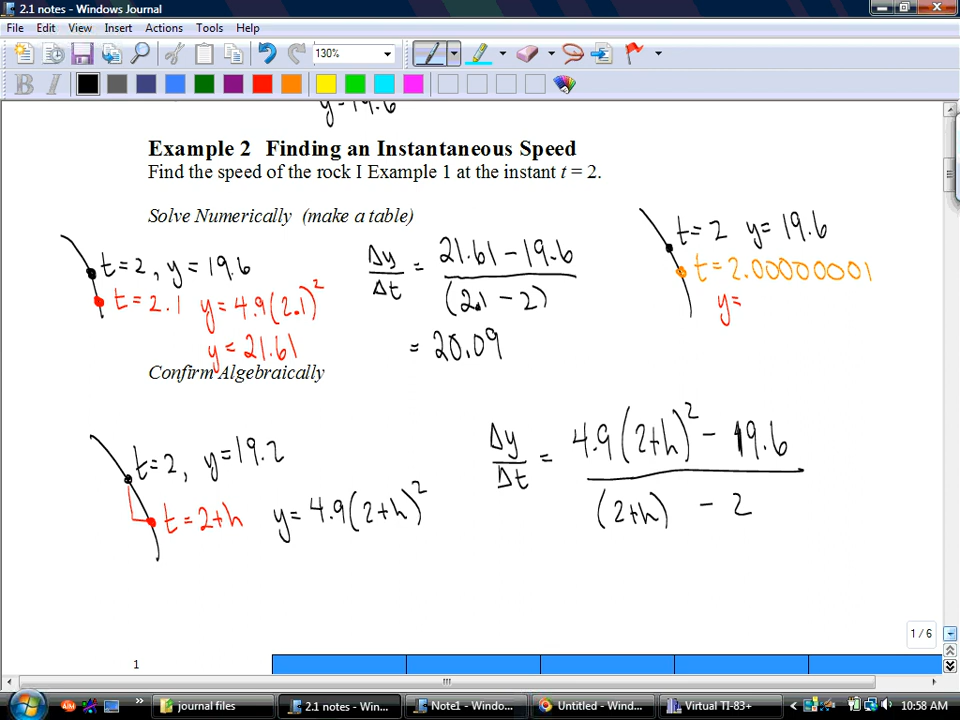 2.1 notes - Windows Journal
File Edit View Insert Actions Tools Help
130%
B I
y=19.6
Example 2 Finding an Instantaneous Speed
Find the speed of the rock I Example 1 at the instant t = 2.
Solve Numerically (make a table)
t=2, y=19.6
t=2.1 y=4.9(2.1)²
y=21.61
Δy/Δt = (21.61-19.6)/(2.1-2)
= 20.09
t=2 y=19.6
t=2.00000001
y=
Confirm Algebraically
t=2, y=19.2
t=2+h y=4.9(2+h)²
Δy/Δt = (4.9(2+h)² - 19.6)/((2+h) - 2)
1 / 6
1
journal files 2.1 notes - Win... Note1 - Windo... Untitled - Wind... Virtual TI-83+ 10:58 AM